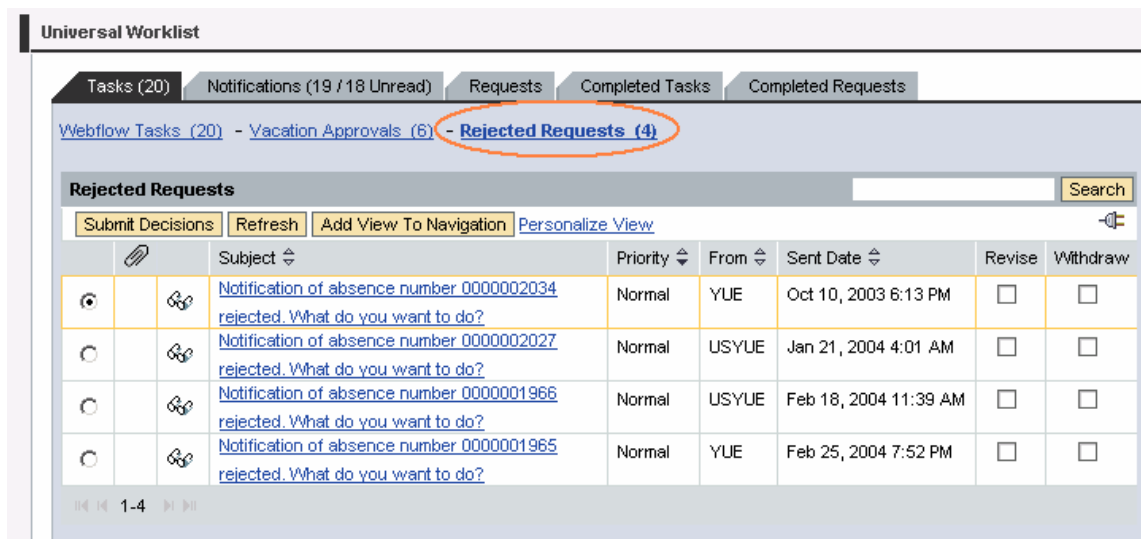 Universal Worklist
Tasks (20) Notifications (19 / 18 Unread) Requests Completed Tasks Completed Requests
Webflow Tasks (20) - Vacation Approvals (6) - Rejected Requests (4)
Rejected Requests Search
Submit Decisions Refresh Add View To Navigation Personalize View
Subject Priority From Sent Date Revise Withdraw
Notification of absence number 0000002034 Normal YUE Oct 10, 2003 6:13 PM
rejected. What do you want to do?
Notification of absence number 0000002027 Normal USYUE Jan 21, 2004 4:01 AM
rejected. What do you want to do?
Notification of absence number 0000001966 Normal USYUE Feb 18, 2004 11:39 AM
rejected. What do you want to do?
Notification of absence number 0000001965 Normal YUE Feb 25, 2004 7:52 PM
rejected. What do you want to do?
1-4